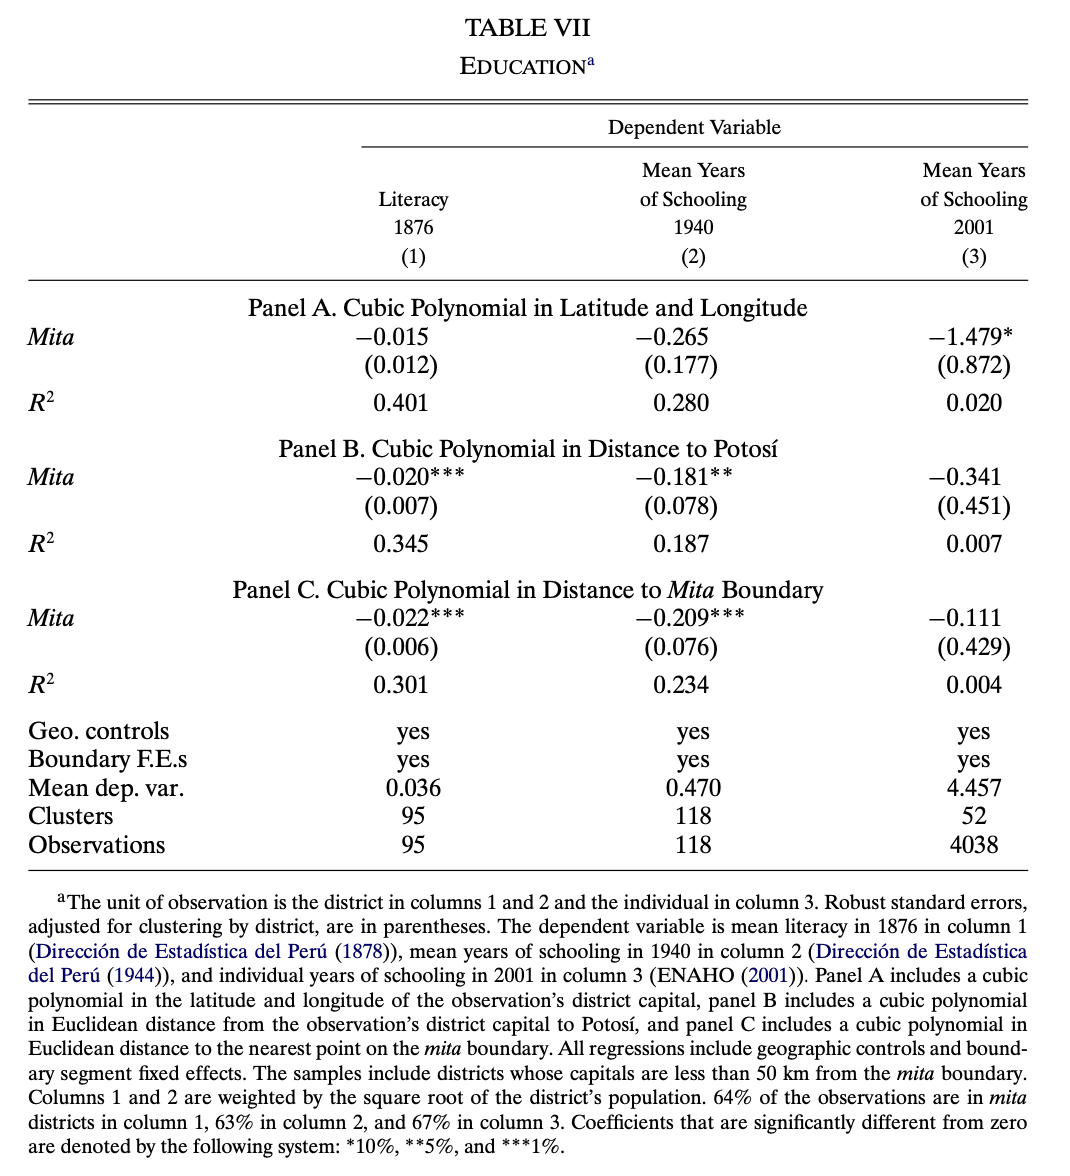 TABLE VII
EDUCATIONa
Dependent Variable
Mean Years Mean Years
Literacy of Schooling of Schooling
1876 1940 2001
(1) (2) (3)
Panel A. Cubic Polynomial in Latitude and Longitude
Mita −0.015 −0.265 −1.479*
(0.012) (0.177) (0.872)
R2 0.401 0.280 0.020
Panel B. Cubic Polynomial in Distance to Potosí
Mita −0.020*** −0.181** −0.341
(0.007) (0.078) (0.451)
R2 0.345 0.187 0.007
Panel C. Cubic Polynomial in Distance to Mita Boundary
Mita −0.022*** −0.209*** −0.111
(0.006) (0.076) (0.429)
R2 0.301 0.234 0.004
Geo. controls yes yes yes
Boundary F.E.s yes yes yes
Mean dep. var. 0.036 0.470 4.457
Clusters 95 118 52
Observations 95 118 4038
aThe unit of observation is the district in columns 1 and 2 and the individual in column 3. Robust standard errors,
adjusted for clustering by district, are in parentheses. The dependent variable is mean literacy in 1876 in column 1
(Dirección de Estadística del Perú (1878)), mean years of schooling in 1940 in column 2 (Dirección de Estadística
del Perú (1944)), and individual years of schooling in 2001 in column 3 (ENAHO (2001)). Panel A includes a cubic
polynomial in the latitude and longitude of the observation's district capital, panel B includes a cubic polynomial
in Euclidean distance from the observation's district capital to Potosí, and panel C includes a cubic polynomial in
Euclidean distance to the nearest point on the mita boundary. All regressions include geographic controls and bound-
ary segment fixed effects. The samples include districts whose capitals are less than 50 km from the mita boundary.
Columns 1 and 2 are weighted by the square root of the district's population. 64% of the observations are in mita
districts in column 1, 63% in column 2, and 67% in column 3. Coefficients that are significantly different from zero
are denoted by the following system: *10%, **5%, and ***1%.